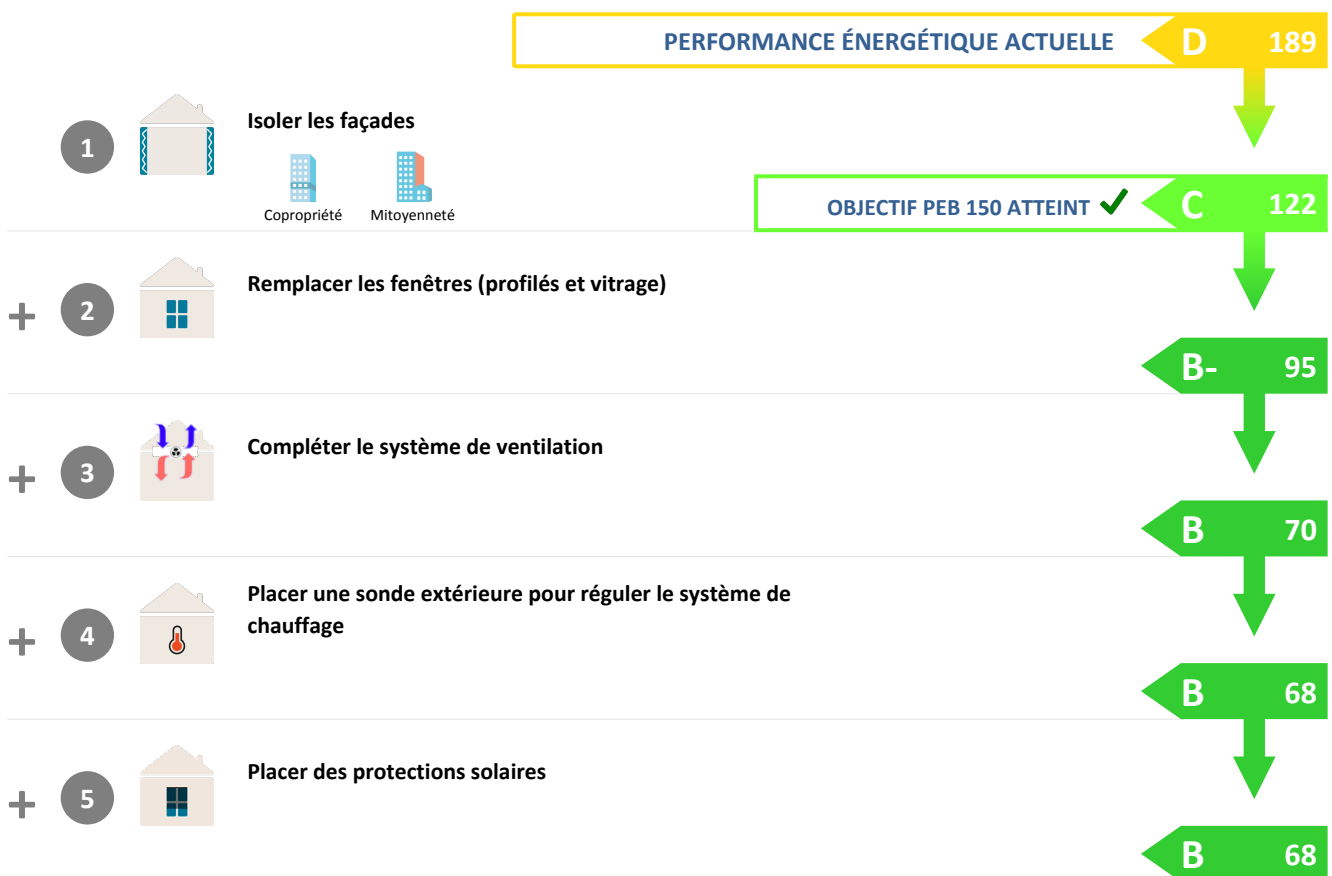 PERFORMANCE ÉNERGÉTIQUE ACTUELLE D 189
1 Isoler les façades
Copropriété Mitoyenneté
OBJECTIF PEB 150 ATTEINT ✔ C 122
+ 2 Remplacer les fenêtres (profilés et vitrage)
B- 95
+ 3 Compléter le système de ventilation
B 70
+ 4 Placer une sonde extérieure pour réguler le système de
chauffage
B 68
+ 5 Placer des protections solaires
B 68